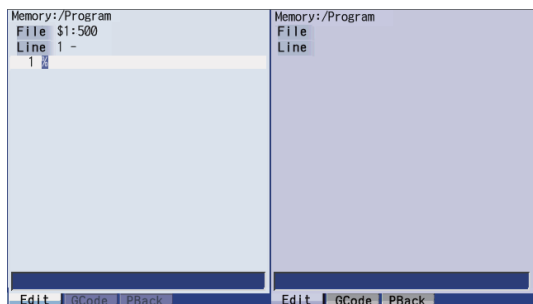 Memory:/Program
File $1:500
Line 1 -
1 %
Edit GCode PBack
Memory:/Program
File
Line
Edit GCode PBack